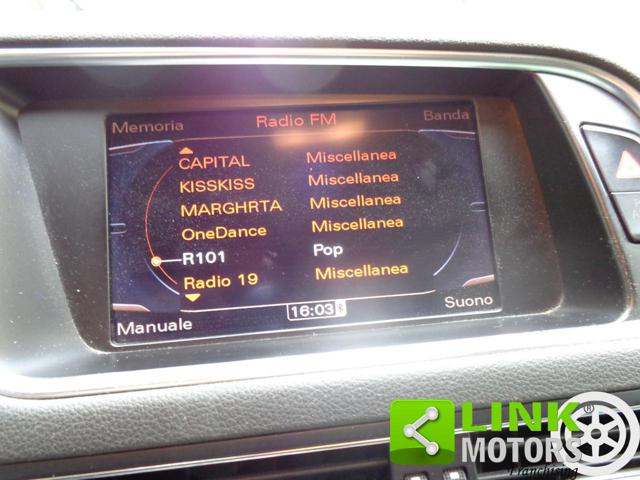 Memoria Radio FM Banda
CAPITAL Miscellanea
KISSKISS Miscellanea
MARGHRTA Miscellanea
OneDance Miscellanea
R101 Pop
Radio 19 Miscellanea
Manuale 16:03 Suono
LINK
MOTORS
Franchising
®